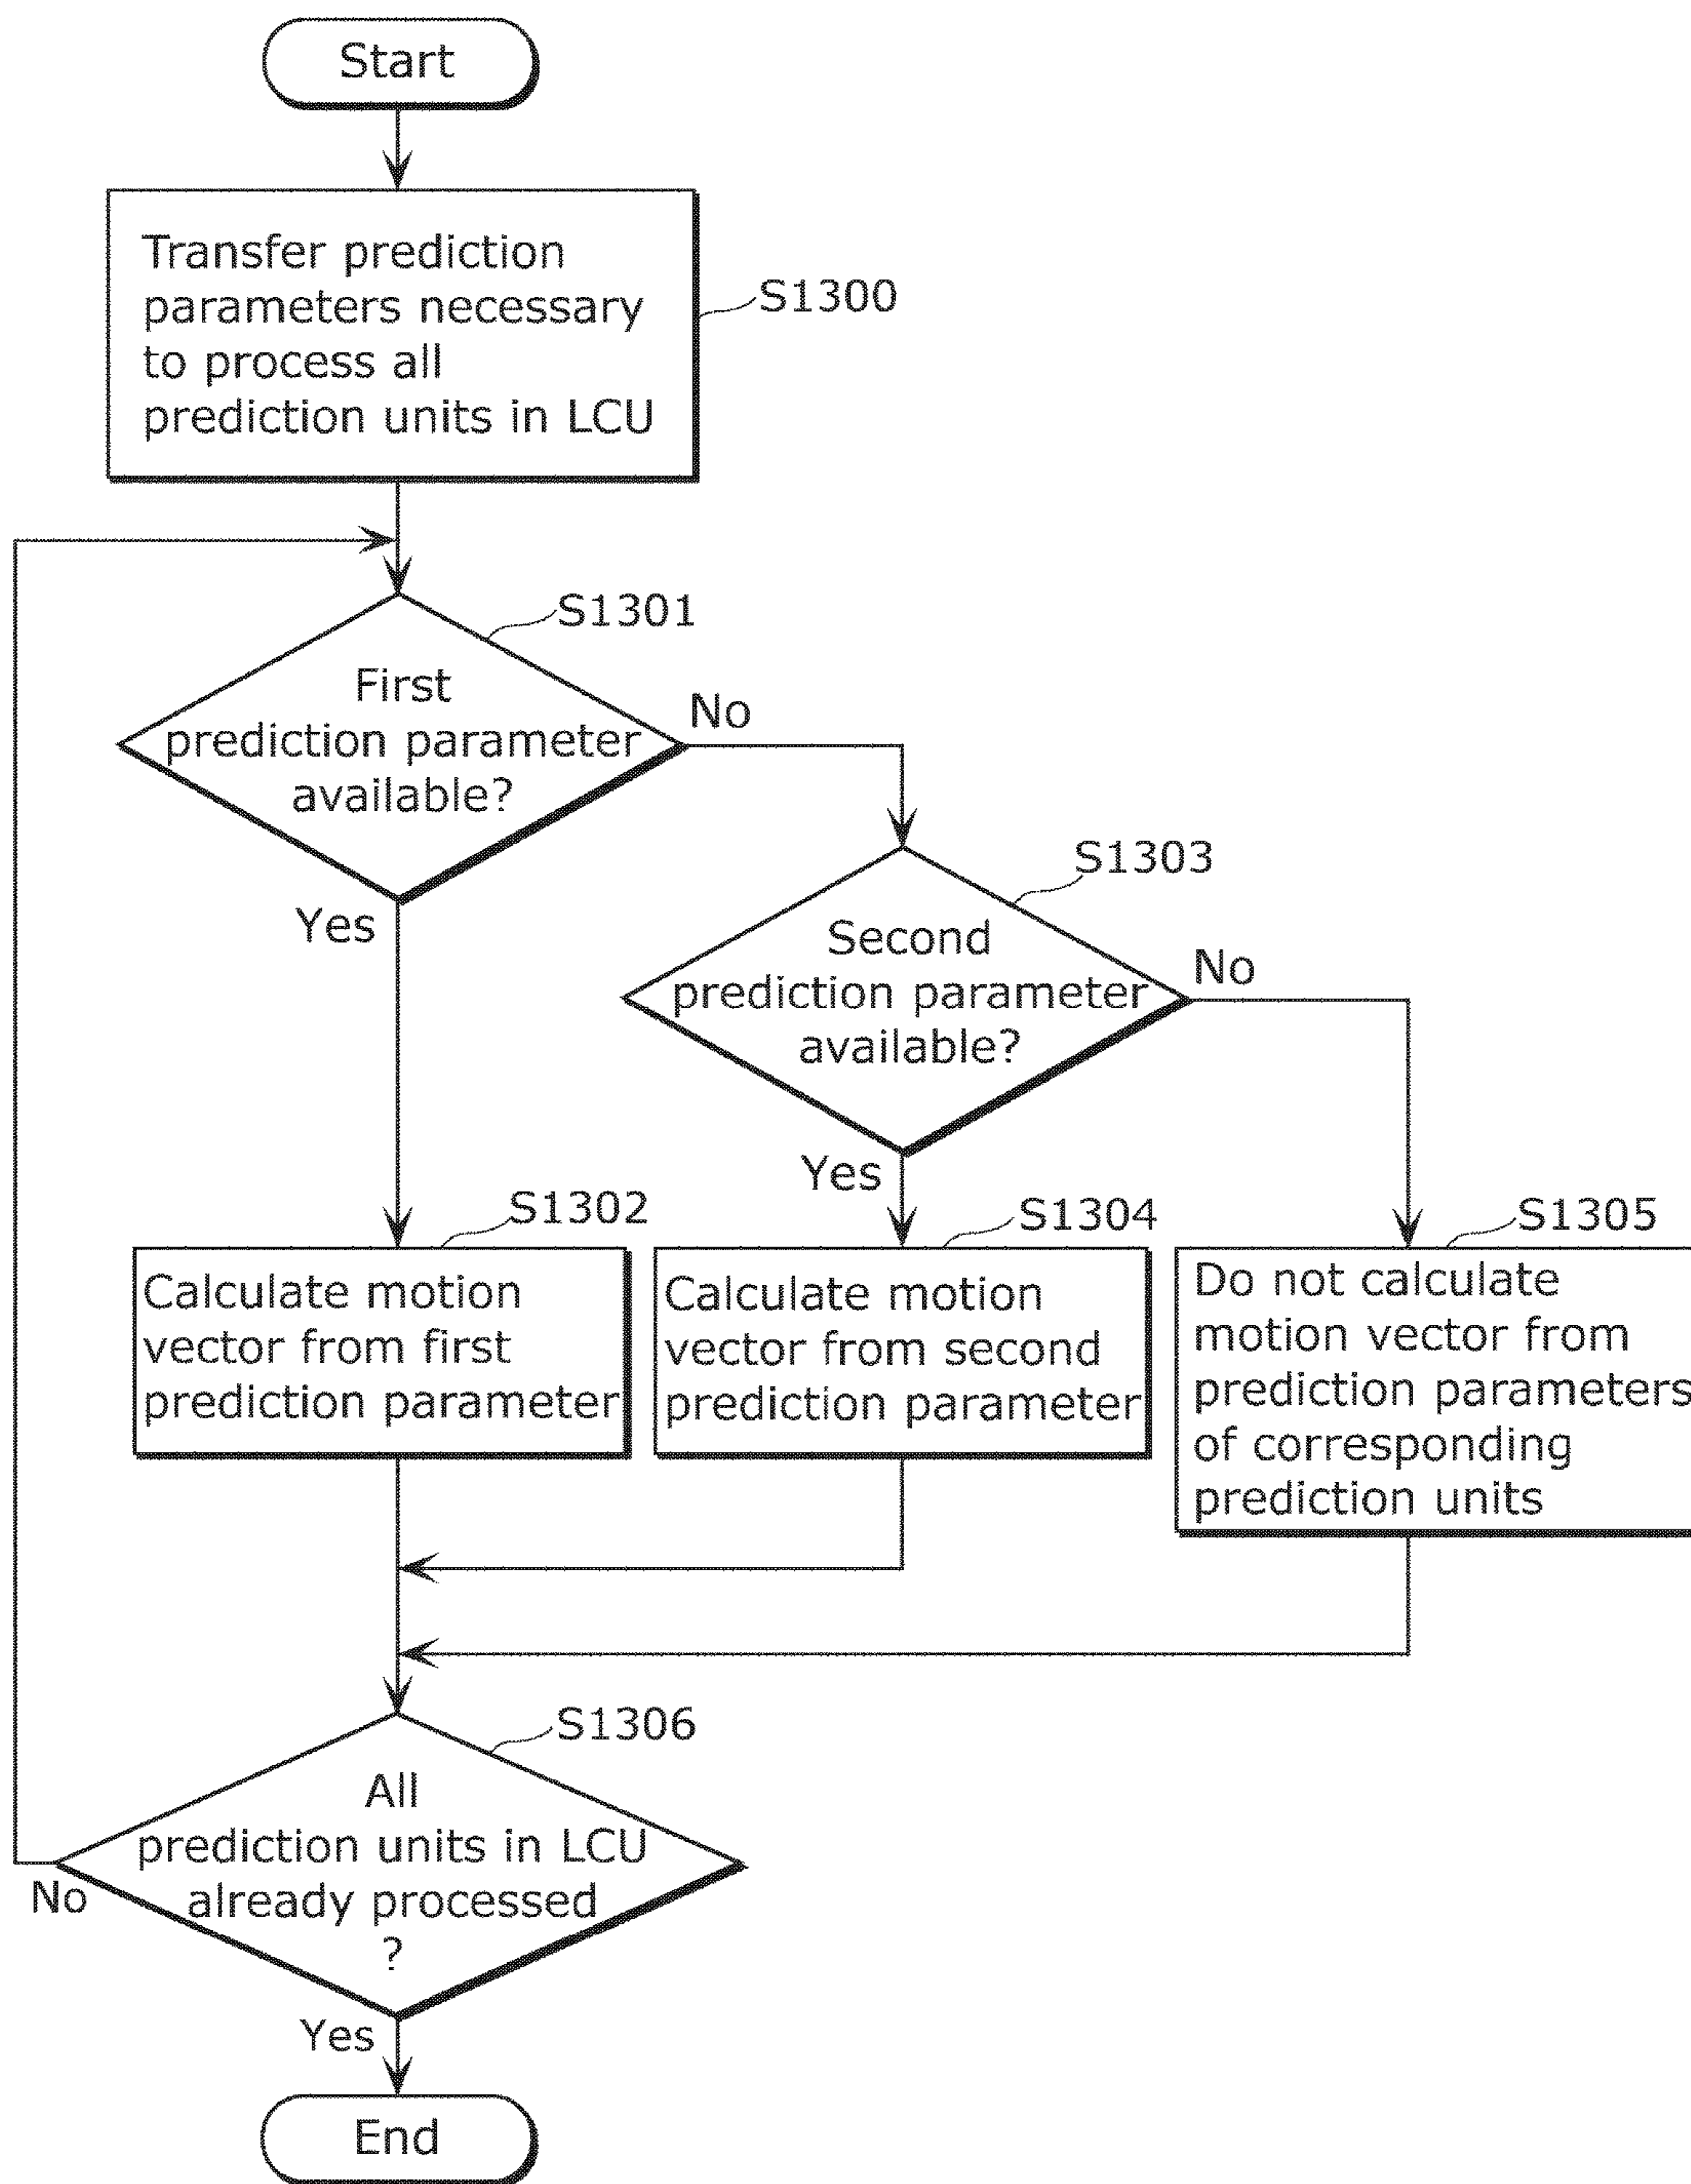 Start
Transfer prediction
parameters necessary
to process all
prediction units in LCU
S1300
S1301
First
prediction parameter
available?
No
Yes
S1303
Second
prediction parameter
available?
No
Yes
S1302
Calculate motion
vector from first
prediction parameter
S1304
Calculate motion
vector from second
prediction parameter
S1305
Do not calculate
motion vector from
prediction parameters
of corresponding
prediction units
S1306
All
prediction units in LCU
already processed
?
No
Yes
End